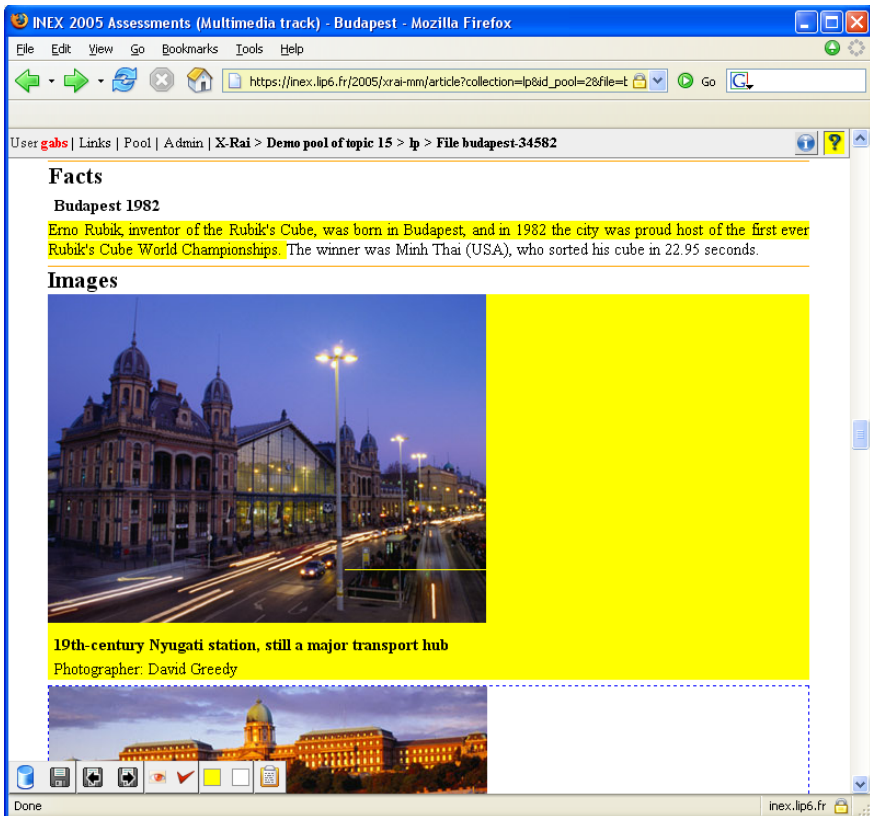 INEX 2005 Assessments (Multimedia track) - Budapest - Mozilla Firefox
File Edit View Go Bookmarks Tools Help
https://inex.lip6.fr/2005/xrai-mm/article?collection=lp&id_pool=2&file=b Go G
User gabs | Links | Pool | Admin | X-Rai > Demo pool of topic 15 > lp > File budapest-34582
Facts
Budapest 1982
Erno Rubik, inventor of the Rubik's Cube, was born in Budapest, and in 1982 the city was proud host of the first ever
Rubik's Cube World Championships. The winner was Minh Thai (USA), who sorted his cube in 22.95 seconds.
Images
19th-century Nyugati station, still a major transport hub
Photographer: David Greedy
Done inex.lip6.fr